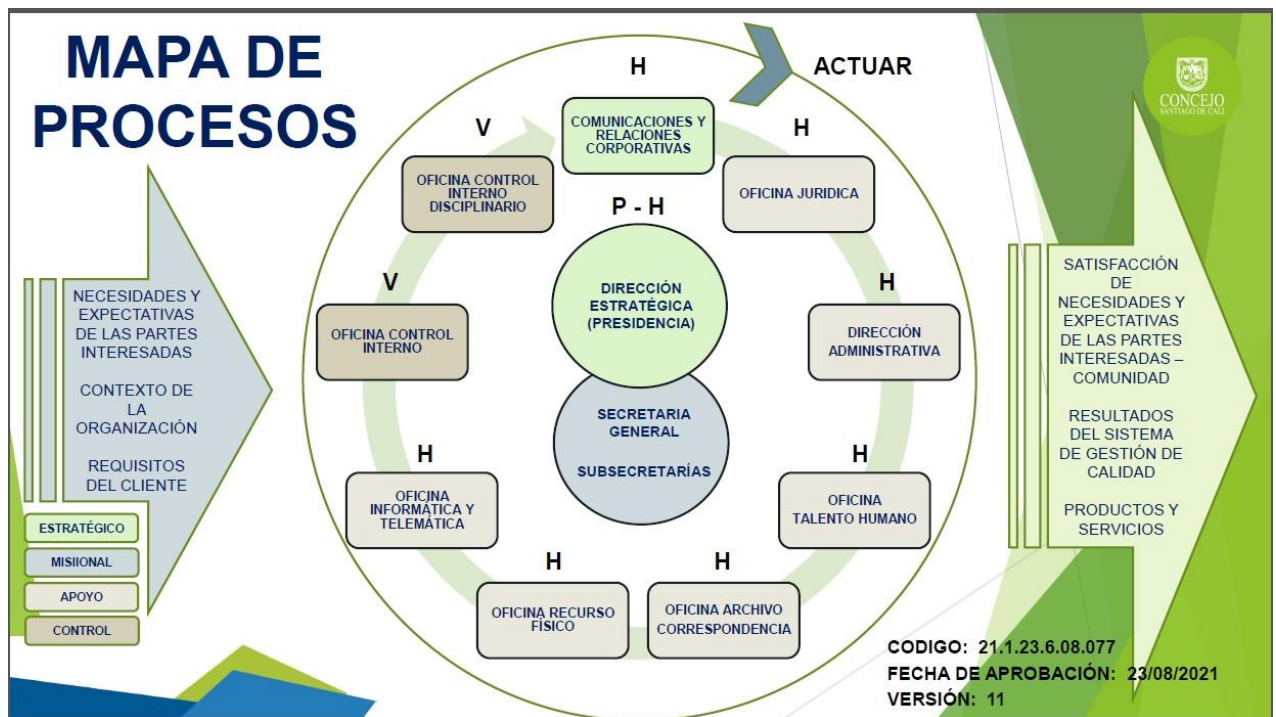 MAPA DE
PROCESOS
H
ACTUAR
CONCEJO
SANTIAGO DE CALI
V
COMUNICACIONES Y
RELACIONES
CORPORATIVAS
H
OFICINA CONTROL
INTERNO
DISCIPLINARIO
OFICINA JURIDICA
P - H
DIRECCIÓN
ESTRATÉGICA
(PRESIDENCIA)
V
OFICINA CONTROL
INTERNO
H
DIRECCIÓN
ADMINISTRATIVA
NECESIDADES Y
EXPECTATIVAS
DE LAS PARTES
INTERESADAS
CONTEXTO DE
LA
ORGANIZACIÓN
REQUISITOS
DEL CLIENTE
SECRETARIA
GENERAL
SUBSECRETARÍAS
SATISFACCIÓN
DE
NECESIDADES Y
EXPECTATIVAS
DE LAS PARTES
INTERESADAS –
COMUNIDAD
RESULTADOS
DEL SISTEMA
DE GESTIÓN DE
CALIDAD
PRODUCTOS Y
SERVICIOS
H
OFICINA
INFORMÁTICA Y
TELEMÁTICA
H
OFICINA
TALENTO HUMANO
ESTRATÉGICO
MISIIONAL
APOYO
CONTROL
H
OFICINA RECURSO
FÍSICO
H
OFICINA ARCHIVO
CORRESPONDENCIA
CODIGO: 21.1.23.6.08.077
FECHA DE APROBACIÓN: 23/08/2021
VERSIÓN: 11